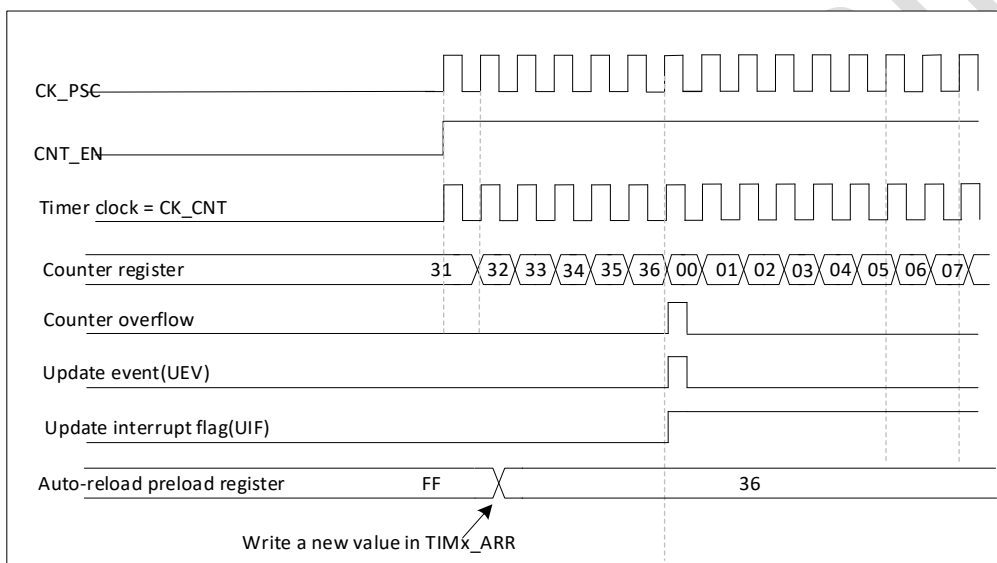 CK_PSC
CNT_EN
Timer clock = CK_CNT
Counter register 31 32 33 34 35 36 00 01 02 03 04 05 06 07
Counter overflow
Update event(UEV)
Update interrupt flag(UIF)
Auto-reload preload register FF 36
Write a new value in TIMx_ARR